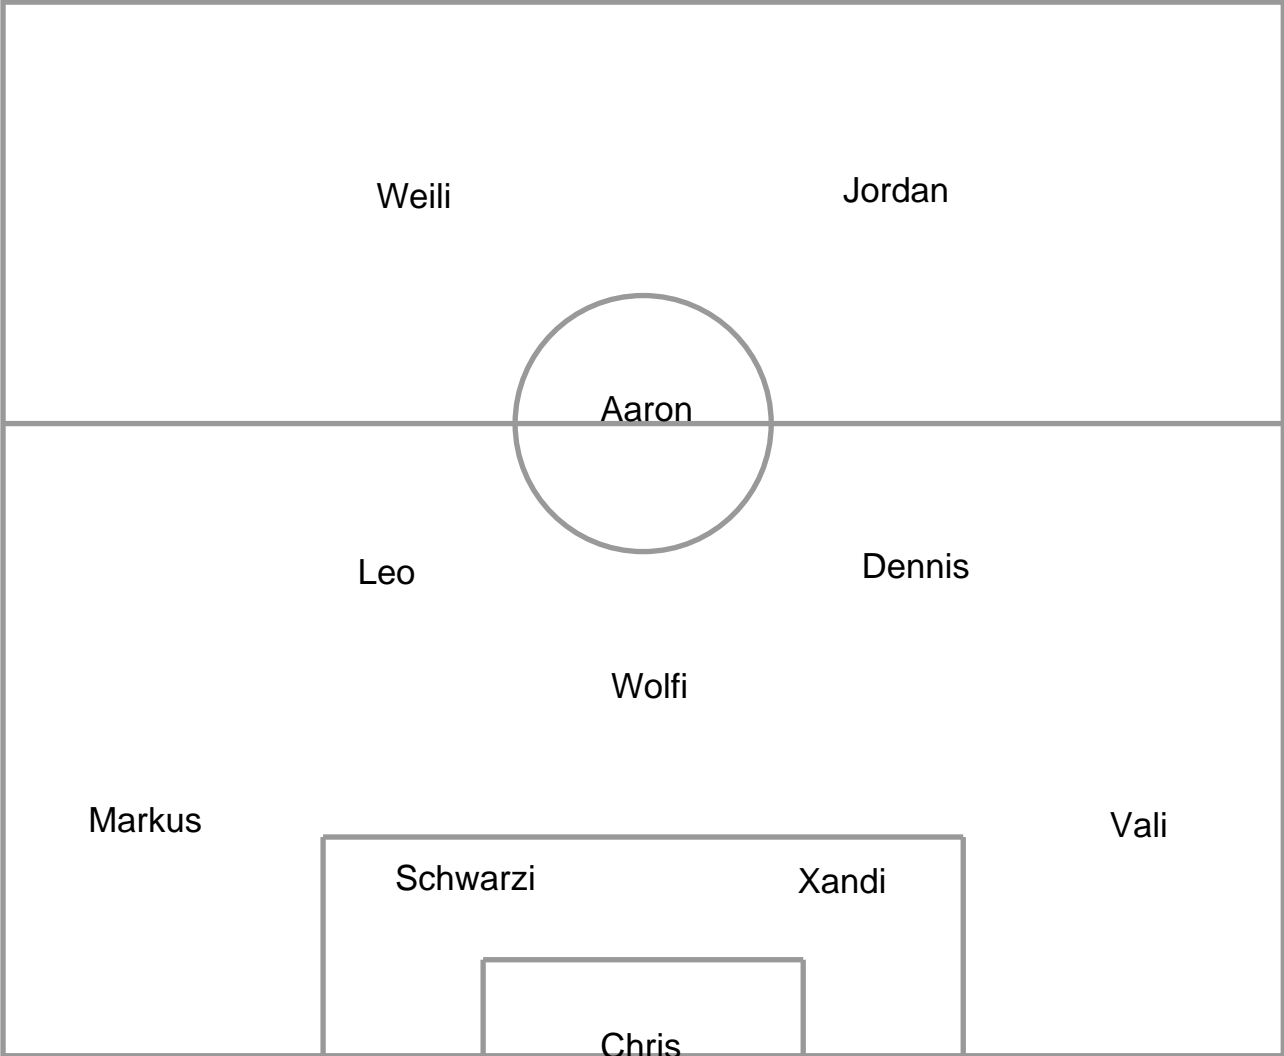 Weili
Jordan
Aaron
Leo
Dennis
Wolfi
Markus
Vali
Schwarzi
Xandi
Chris